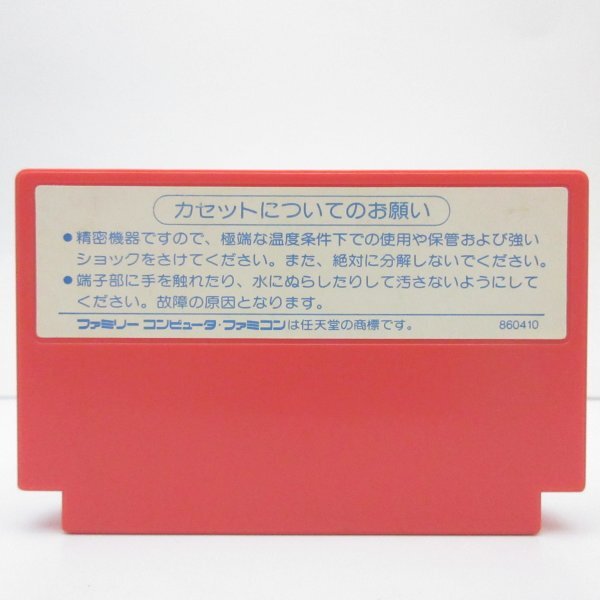 カセットについてのお願い
●精密機器ですので、極端な温度条件下での使用や保管および強い
ショックをさけてください。また、絶対に分解しないでください。
●端子部に手を触れたり、水にぬらしたりして汚さないようにして
ください。故障の原因となります。
ファミリー コンピュータ・ファミコンは任天堂の商標です。 860410